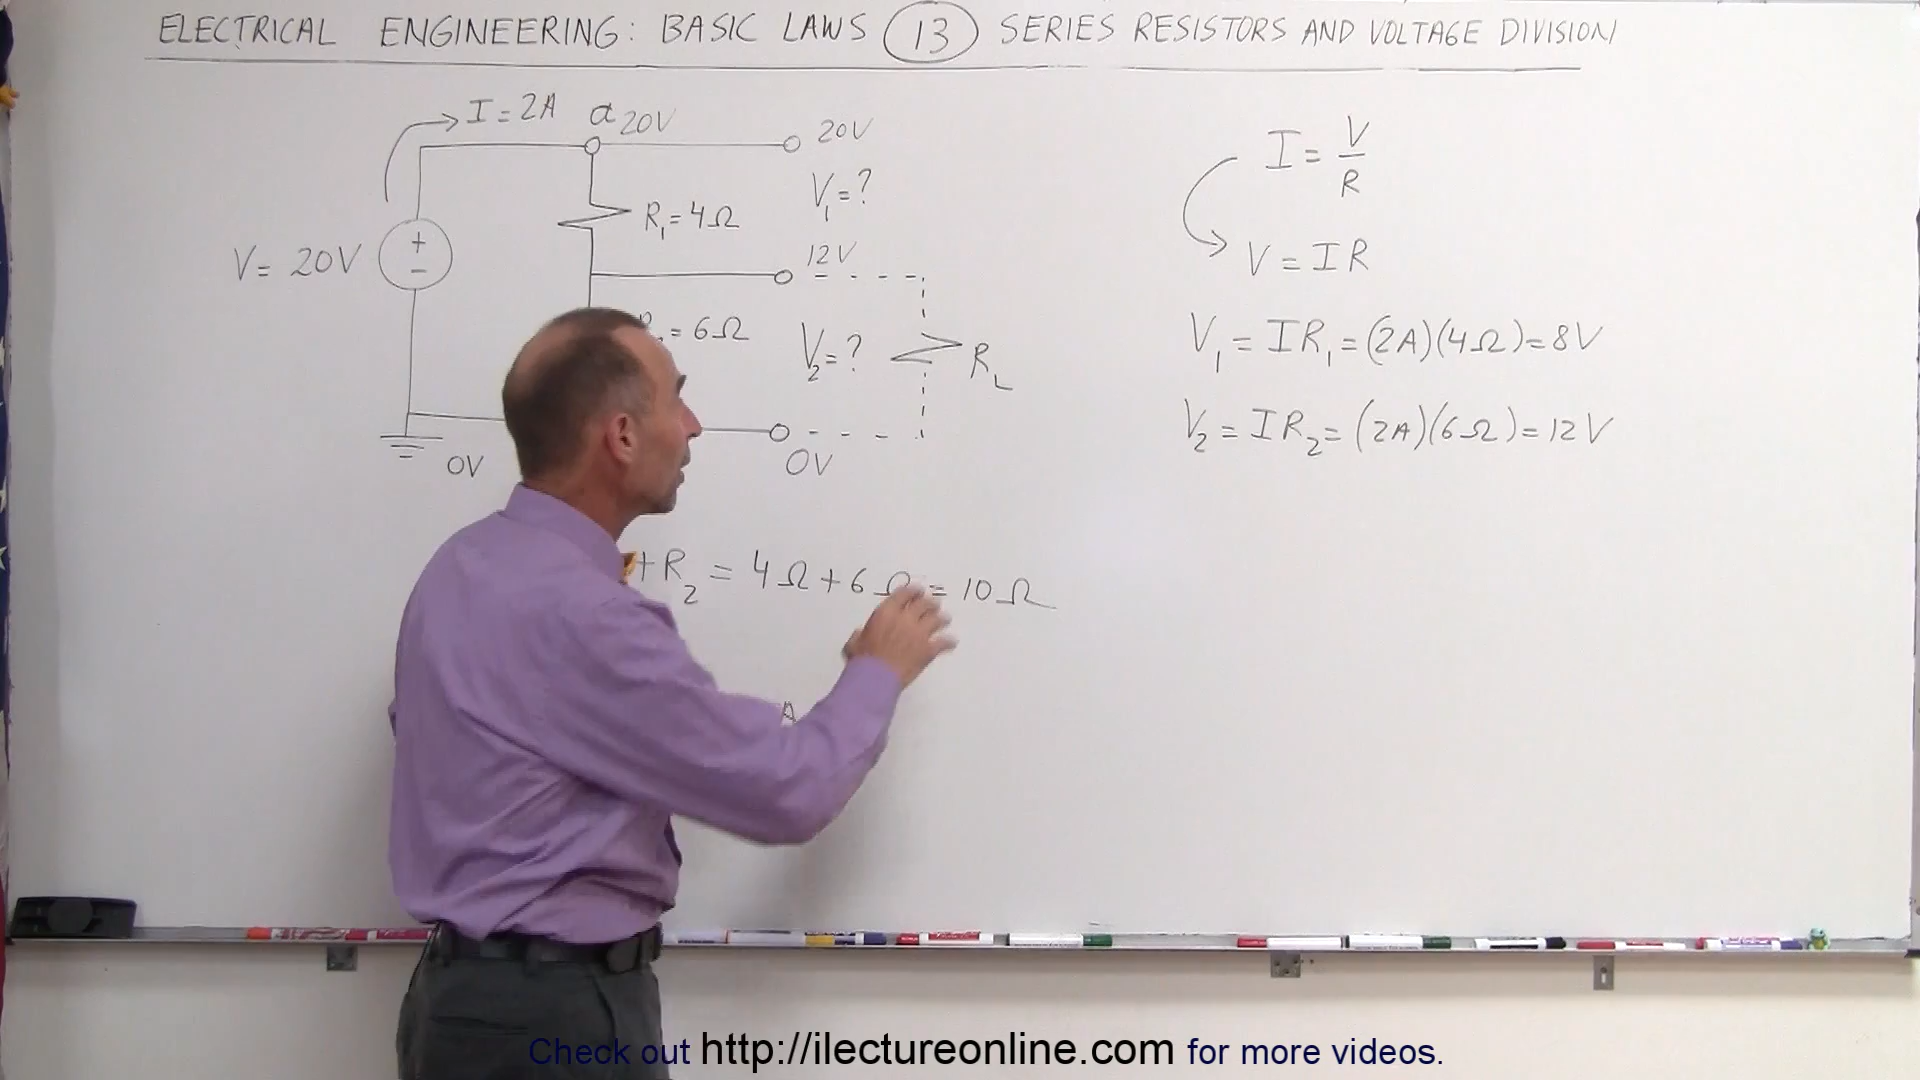 ELECTRICAL ENGINEERING: BASIC LAWS 13 SERIES RESISTORS AND VOLTAGE DIVISION
I = 2A a 20V 20V
V₁ = ?
R₁ = 4Ω
V = 20V + −
12V
= 6Ω
V₂ = ?
R_L
0V 0V
+ R₂ = 4Ω + 6Ω = 10Ω
A
I = V/R
V = IR
V₁ = IR₁ = (2A)(4Ω) = 8V
V₂ = IR₂ = (2A)(6Ω) = 12V
Check out http://ilectureonline.com for more videos.